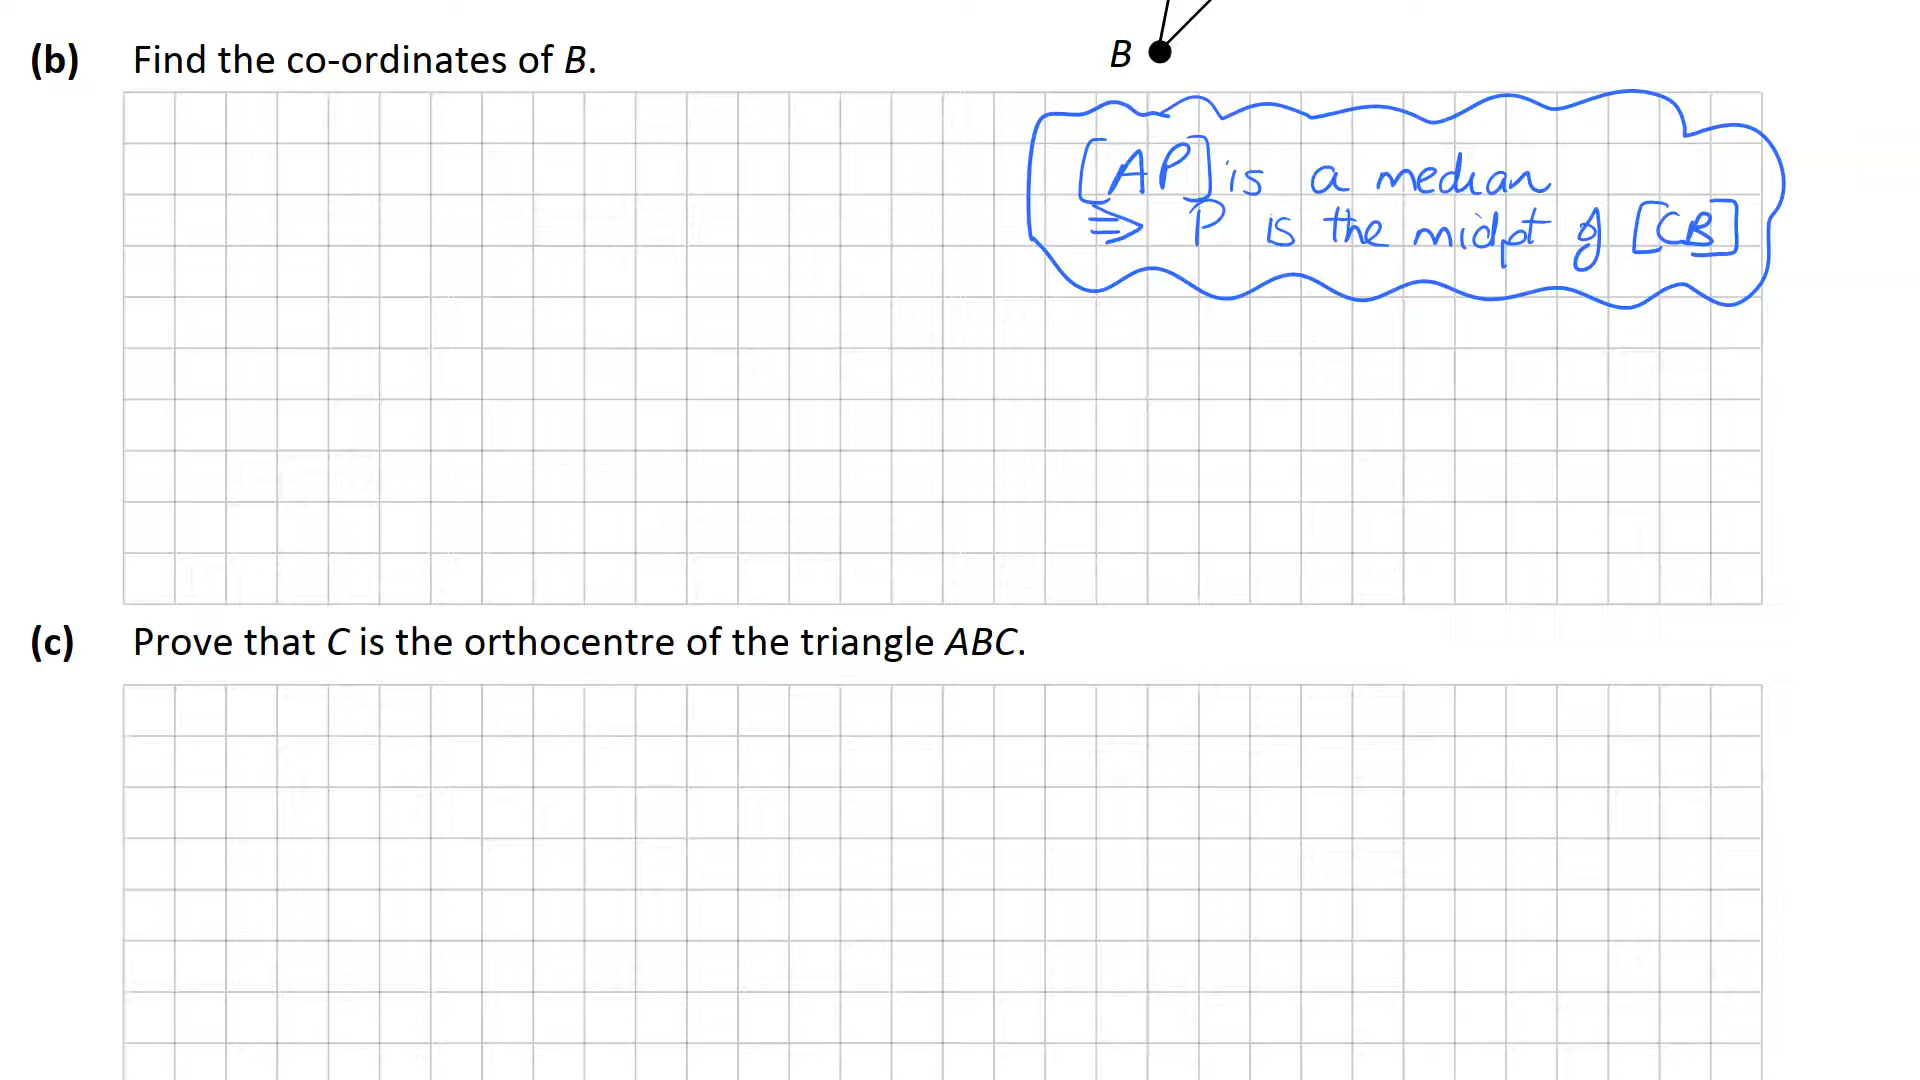 B
(b) Find the co-ordinates of B.
[AP] is a median
⇒ P is the midpt of [CB]
(c) Prove that C is the orthocentre of the triangle ABC.